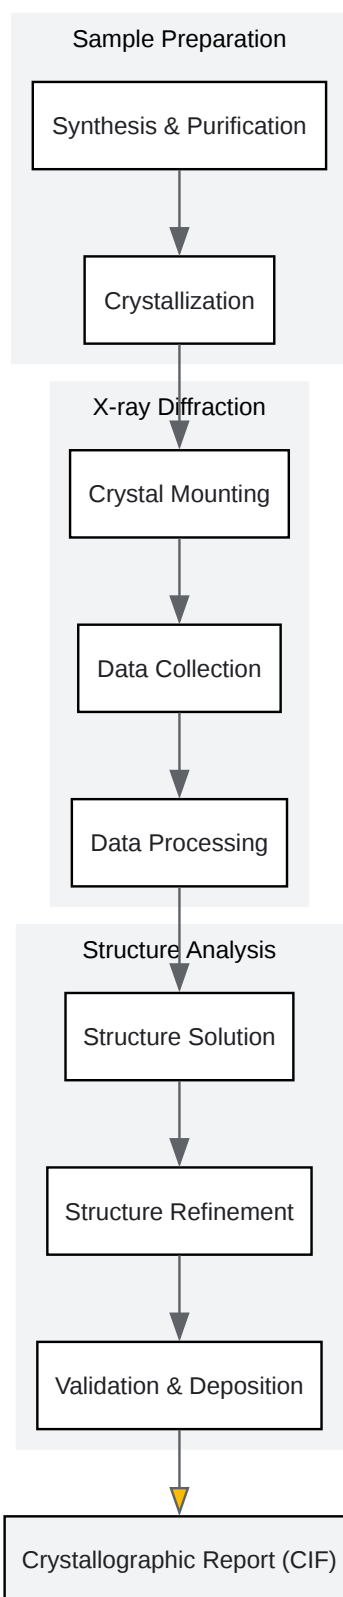 Sample Preparation
Synthesis & Purification
Crystallization
X-ray Diffraction
Crystal Mounting
Data Collection
Data Processing
Structure Analysis
Structure Solution
Structure Refinement
Validation & Deposition
Crystallographic Report (CIF)